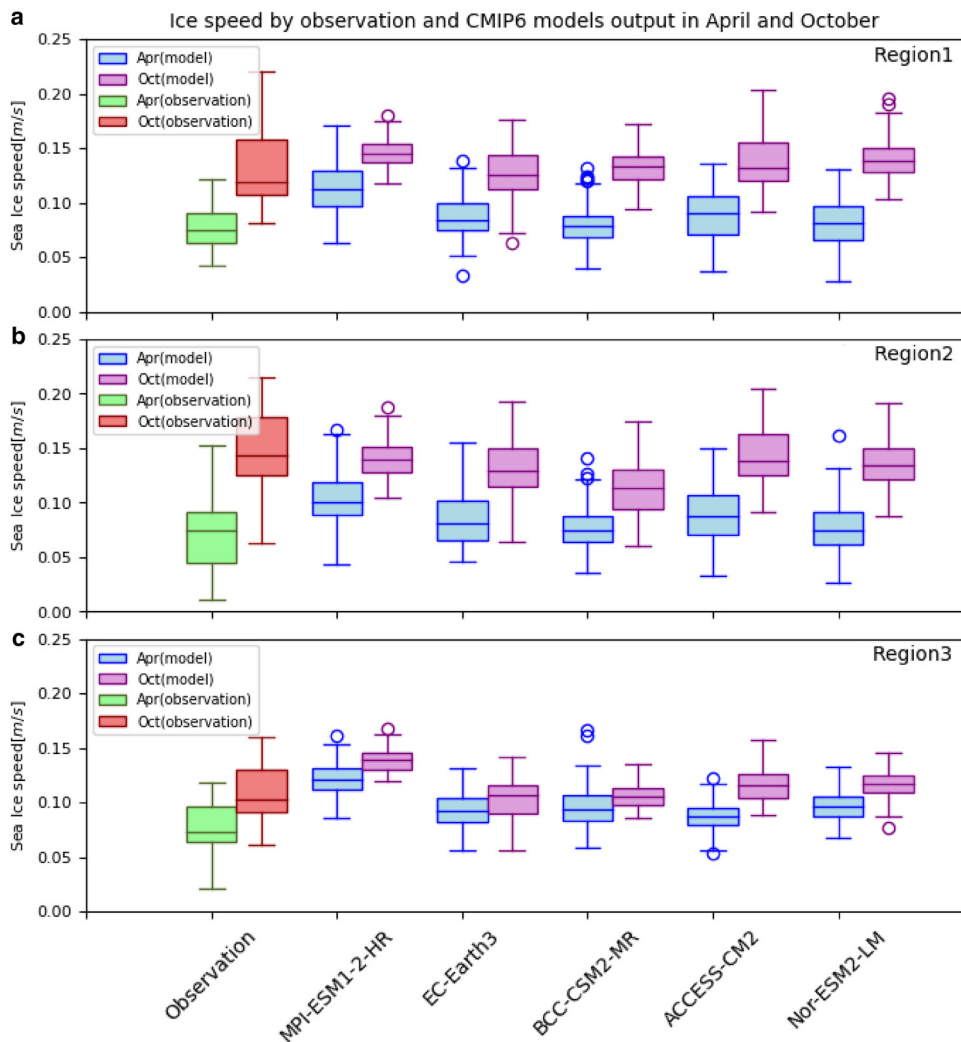 a
Ice speed by observation and CMIP6 models output in April and October
0.25
0.20
0.15
0.10
0.05
0.00
Sea Ice speed[m/s]
Apr(model)
Oct(model)
Apr(observation)
Oct(observation)
Region1
b
0.25
0.20
0.15
0.10
0.05
0.00
Sea Ice speed[m/s]
Apr(model)
Oct(model)
Apr(observation)
Oct(observation)
Region2
c
0.25
0.20
0.15
0.10
0.05
0.00
Sea Ice speed[m/s]
Apr(model)
Oct(model)
Apr(observation)
Oct(observation)
Region3
Observation
MPI-ESM1-2-HR
EC-Earth3
BCC-CSM2-MR
ACCESS-CM2
Nor-ESM2-LM